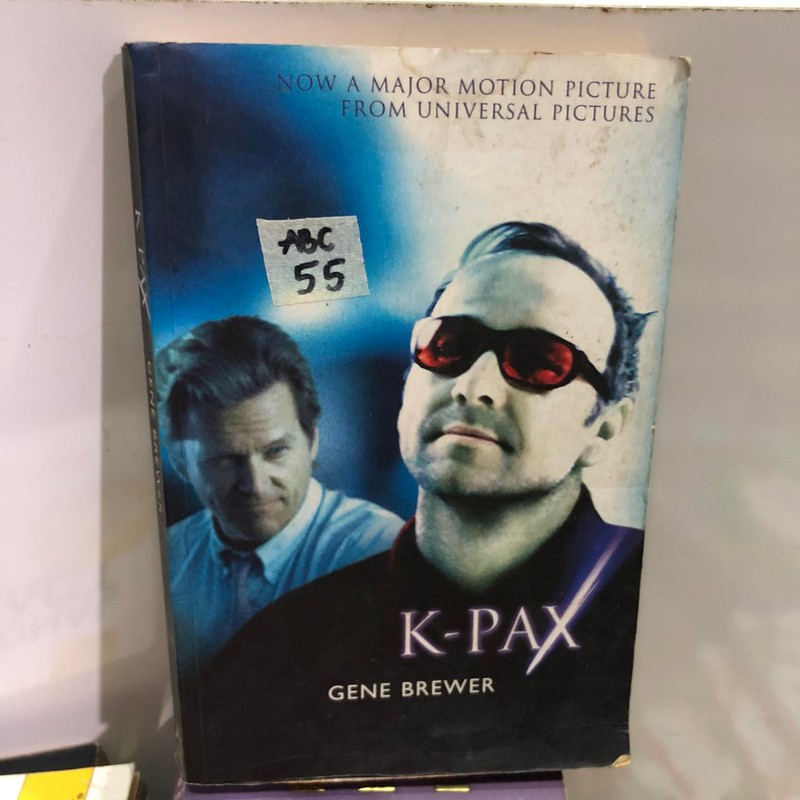 NOW A MAJOR MOTION PICTURE
FROM UNIVERSAL PICTURES
ABC
55
K-PAX
GENE BREWER
K-PAX GENE BREWER